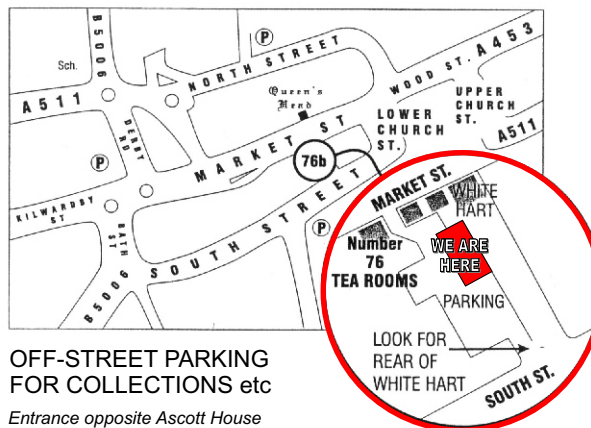 B5006
Sch.
A511
DERBY RD
NORTH STREET
P
Queen's
Head
WOOD ST.
A453
UPPER
CHURCH
ST.
A511
LOWER
CHURCH
ST.
MARKET ST
76b
P
KILWARDBY
ST
BATH
ST
B5006
SOUTH STREET
P
MARKET ST.
WHITE
HART
Number
76
TEA ROOMS
WE ARE
HERE
PARKING
LOOK FOR
REAR OF
WHITE HART
SOUTH ST.
OFF-STREET PARKING
FOR COLLECTIONS etc
Entrance opposite Ascott House